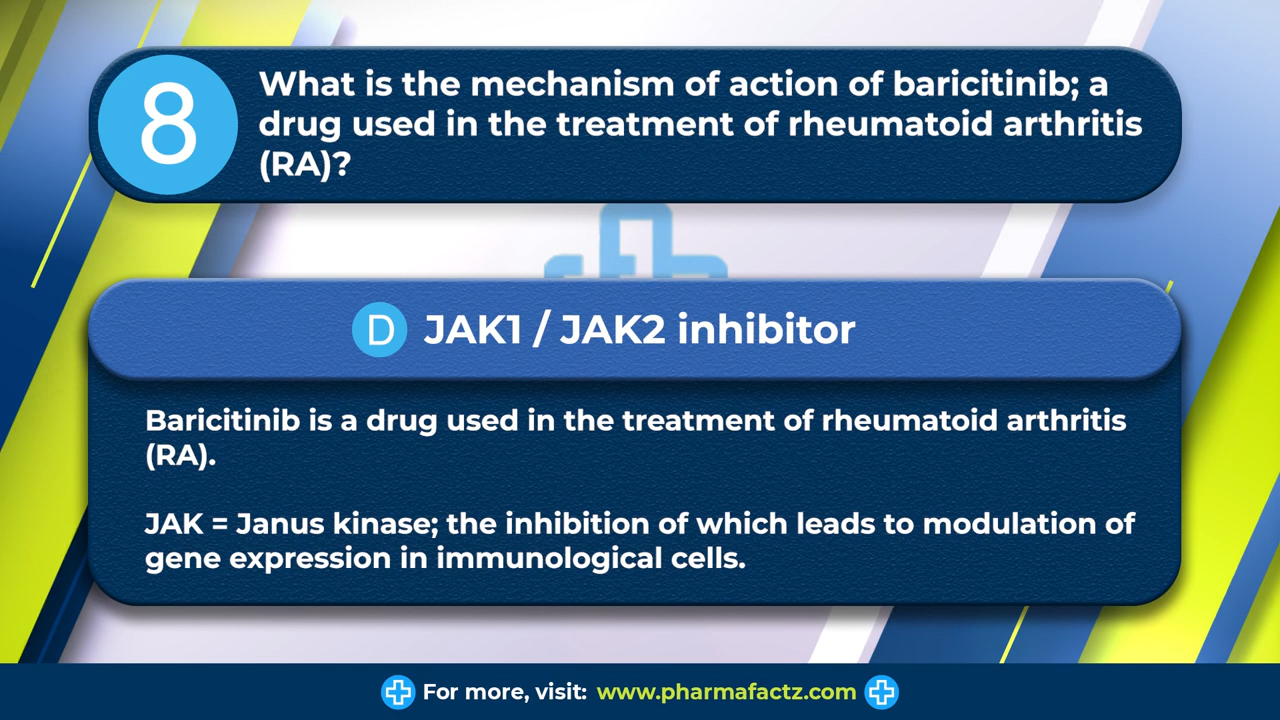 8
What is the mechanism of action of baricitinib; a
drug used in the treatment of rheumatoid arthritis
(RA)?
D JAK1 / JAK2 inhibitor
Baricitinib is a drug used in the treatment of rheumatoid arthritis
(RA).
JAK = Janus kinase; the inhibition of which leads to modulation of
gene expression in immunological cells.
For more, visit: www.pharmafactz.com